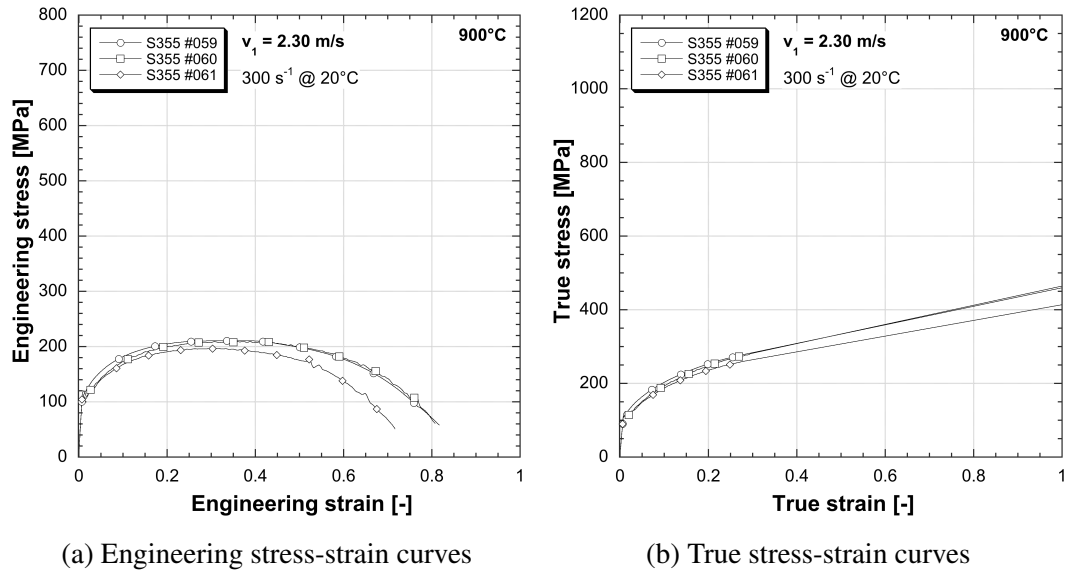 800
700
600
500
400
300
200
100
0
Engineering stress [MPa]
S355 #059
S355 #060
S355 #061
v₁ = 2.30 m/s
300 s⁻¹ @ 20°C
900°C
0 0.2 0.4 0.6 0.8 1
Engineering strain [-]
(a) Engineering stress-strain curves
1200
1000
800
600
400
200
0
True stress [MPa]
S355 #059
S355 #060
S355 #061
v₁ = 2.30 m/s
300 s⁻¹ @ 20°C
900°C
0 0.2 0.4 0.6 0.8 1
True strain [-]
(b) True stress-strain curves